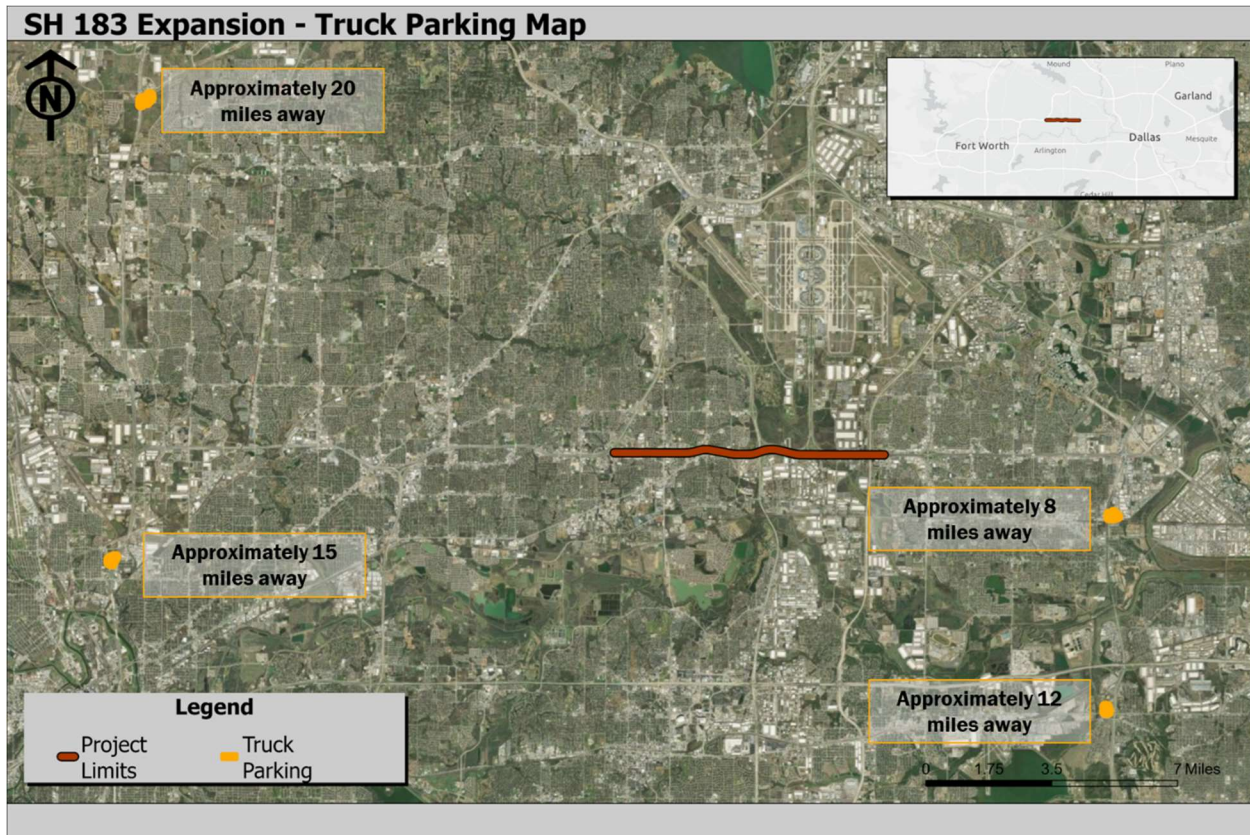 SH 183 Expansion - Truck Parking Map
N
Approximately 20
miles away
Mound
Plano
Garland
Dallas
Mesquite
Fort Worth
Arlington
Cedar Hill
Approximately 8
miles away
Approximately 15
miles away
Approximately 12
miles away
Legend
Project
Limits
Truck
Parking
0 1.75 3.5 7 Miles